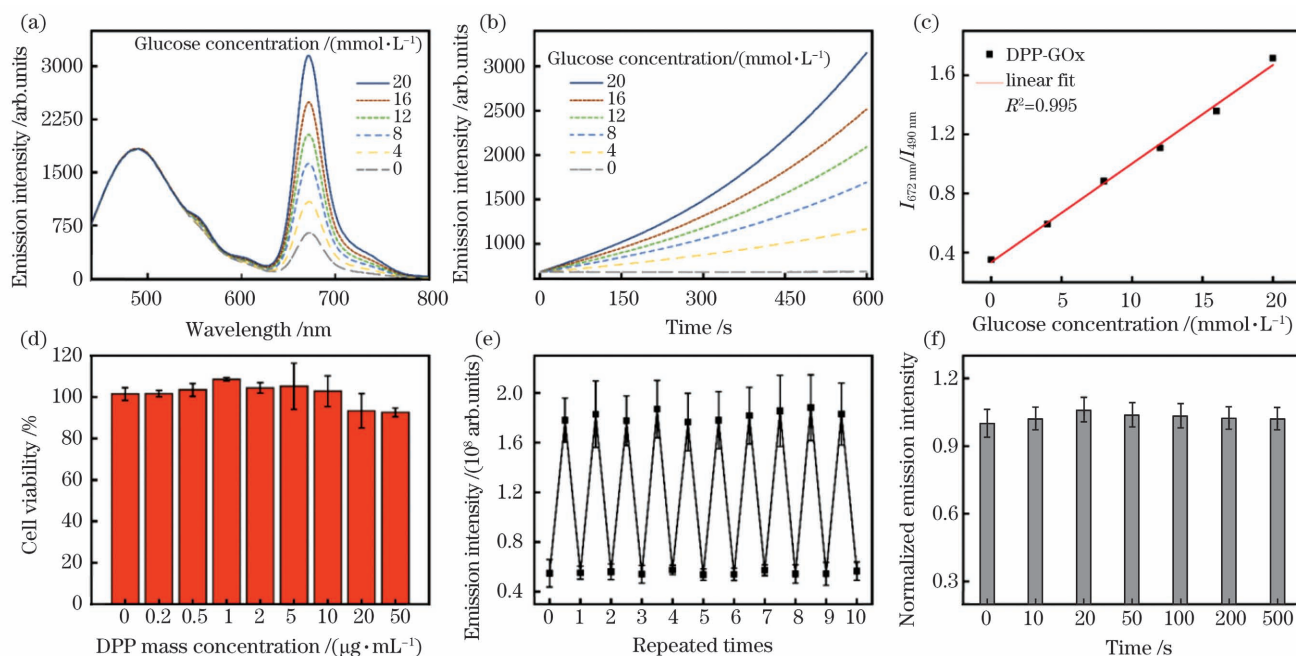 (a)
Glucose concentration /(mmol·L⁻¹)
20
16
12
8
4
0
3000
2250
1500
750
0
Emission intensity /arb.units
500
600
700
800
Wavelength /nm
(b)
Glucose concentration/(mmol·L⁻¹)
20
16
12
8
4
0
3000
2500
2000
1500
1000
Emission intensity /arb.units
0
150
300
450
600
Time /s
(c)
DPP-GOx
linear fit
R²=0.995
1.6
1.2
0.8
0.4
I672 nm/I490 nm
0
5
10
15
20
Glucose concentration /(mmol·L⁻¹)
(d)
120
100
80
60
40
20
0
Cell viability /%
0 0.2 0.5 1 2 5 10 20 50
DPP mass concentration /(μg·mL⁻¹)
(e)
2.0
1.6
1.2
0.8
0.4
Emission intensity /(10⁸ arb.units)
0 1 2 3 4 5 6 7 8 9 10
Repeated times
(f)
1.2
0.9
0.6
0.3
Normalized emission intensity
0 10 20 50 100 200 500
Time /s